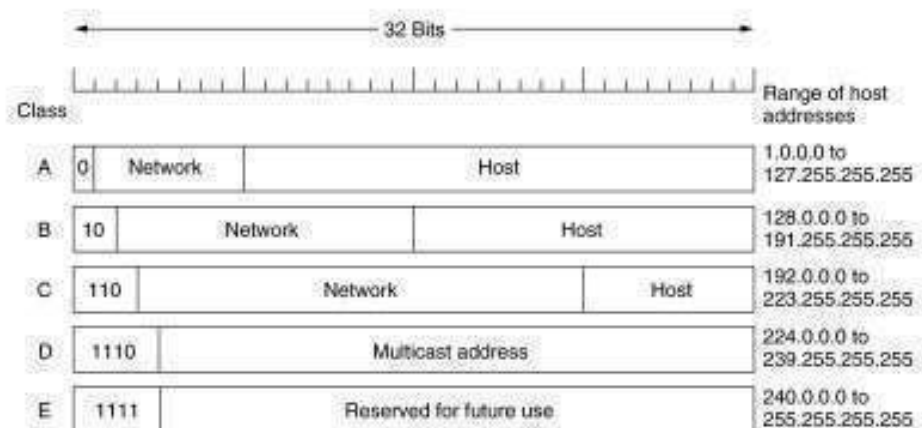 32 Bits
Class
Range of host
addresses
A 0 Network Host 1.0.0.0 to
127.255.255.255
B 10 Network Host 128.0.0.0 to
191.255.255.255
C 110 Network Host 192.0.0.0 to
223.255.255.255
D 1110 Multicast address 224.0.0.0 to
239.255.255.255
E 1111 Reserved for future use 240.0.0.0 to
255.255.255.255